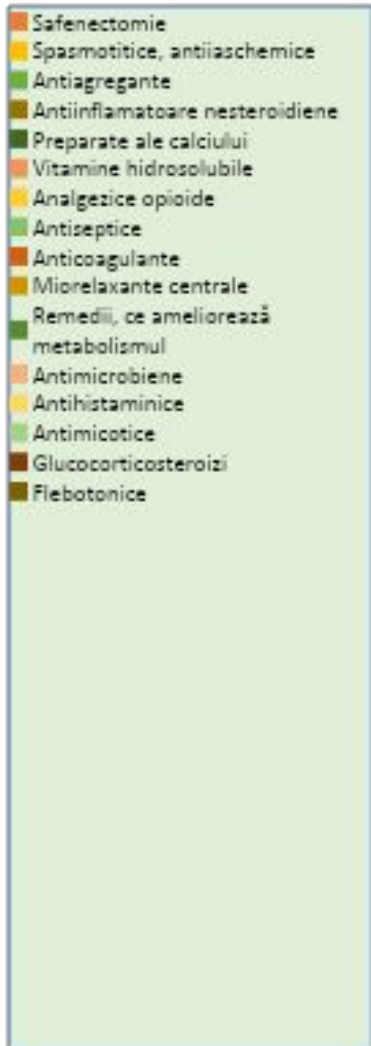 Safenectomie
Spasmotitice, antiiaschemice
Antiagregante
Antiinflamatoare nesteroidiene
Preparate ale calciului
Vitamine hidrosolubile
Analgezice opioide
Antiseptice
Anticoagulante
Miorelaxante centrale
Remedii, ce ameliorează
metabolismul
Antimicrobiene
Antihistaminice
Antimicotice
Glucocorticosteroizi
Flebotonice